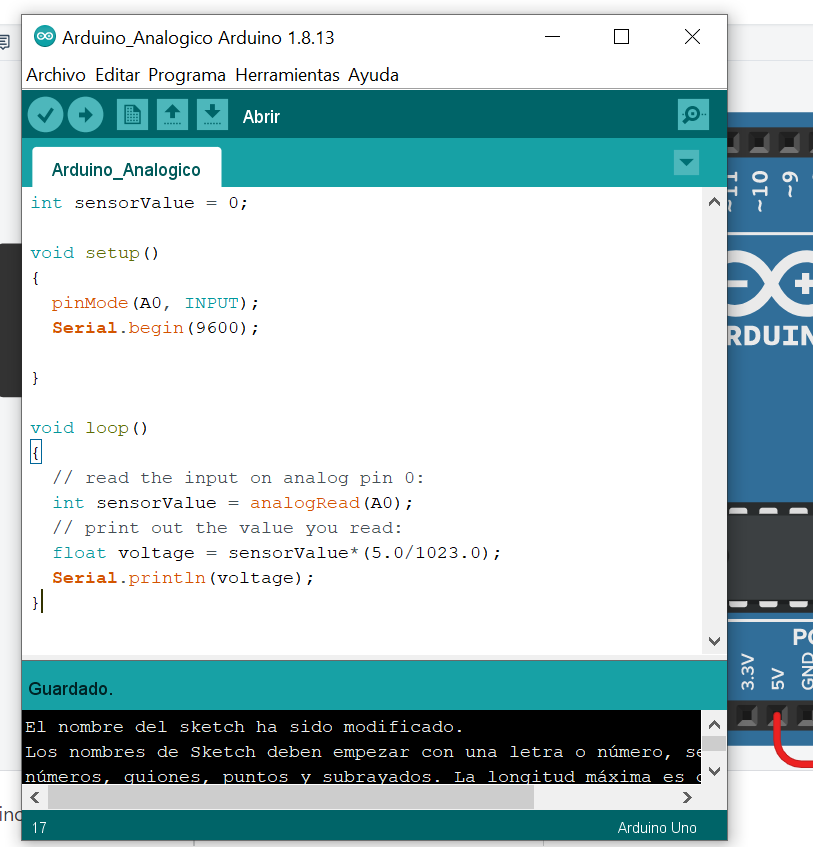 Arduino_Analogico Arduino 1.8.13
Archivo Editar Programa Herramientas Ayuda
Abrir
Arduino_Analogico
int sensorValue = 0;
void setup()
{
pinMode(A0, INPUT);
Serial.begin(9600);
}
void loop()
{
// read the input on analog pin 0:
int sensorValue = analogRead(A0);
// print out the value you read:
float voltage = sensorValue*(5.0/1023.0);
Serial.println(voltage);
}
Guardado.
El nombre del sketch ha sido modificado.
Los nombres de Sketch deben empezar con una letra o número, se
números, guiones, puntos y subrayados. La longitud máxima es
17
Arduino Uno
~11
~10
~9
RDUIN
3.3V
5V
GND